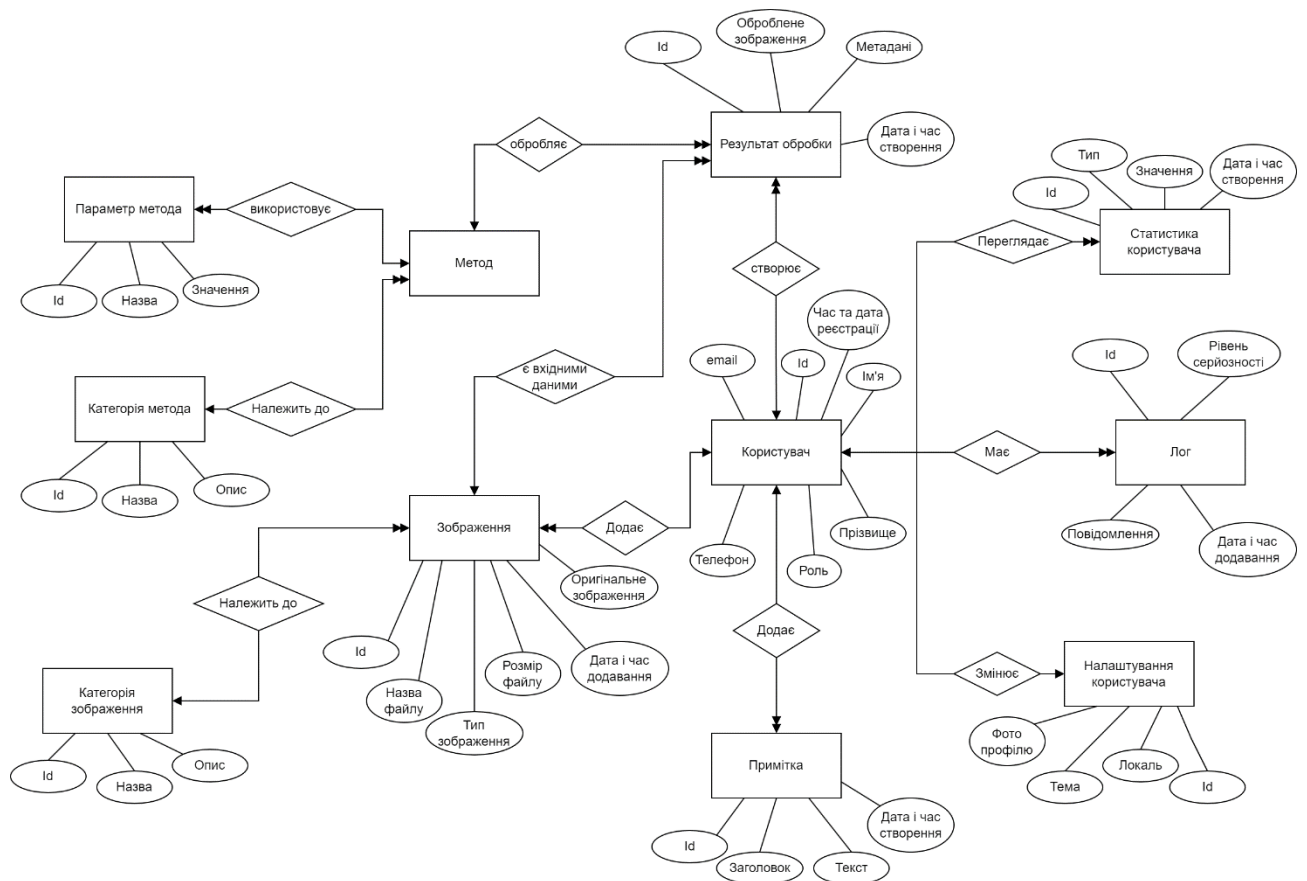 Оброблене
зображення
Id
Метадані
Результат обробки
Дата і час
створення
обробляє
Тип
Значення
Дата і час
створення
Id
Статистика
користувача
Переглядає
Параметр метода
використовує
Id
Назва
Значення
Метод
створює
Час та дата
реєстрації
email
Id
Ім'я
Користувач
Прізвище
Телефон
Роль
є вхідними
даними
Категорія метода
Належить до
Id
Назва
Опис
Id
Рівень
серйозності
Має
Лог
Повідомлення
Дата і час
додавання
Зображення
Додає
Оригінальне
зображення
Id
Назва
файлу
Тип
зображення
Розмір
файлу
Дата і час
додавання
Належить до
Категорія
зображення
Id
Назва
Опис
Додає
Примітка
Id
Заголовок
Текст
Дата і час
створення
Змінює
Налаштування
користувача
Фото
профілю
Тема
Локаль
Id